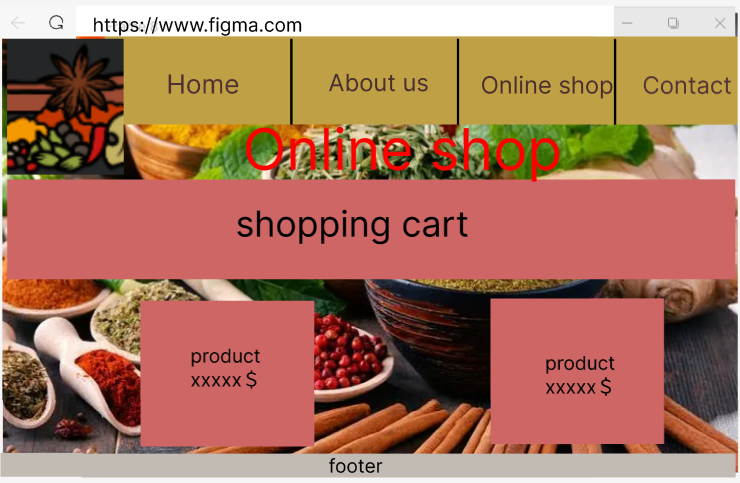 https://www.figma.com
Home
About us
Online shop
Contact
Online shop
shopping cart
product
xxxxx $
product
xxxxx $
footer